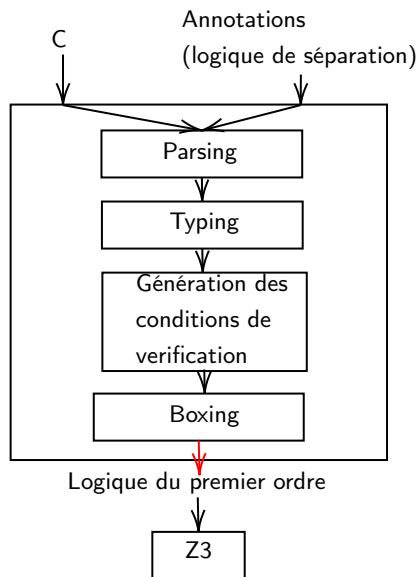 C
Annotations
(logique de séparation)
Parsing
Typing
Génération des
conditions de
verification
Boxing
Logique du premier ordre
Z3